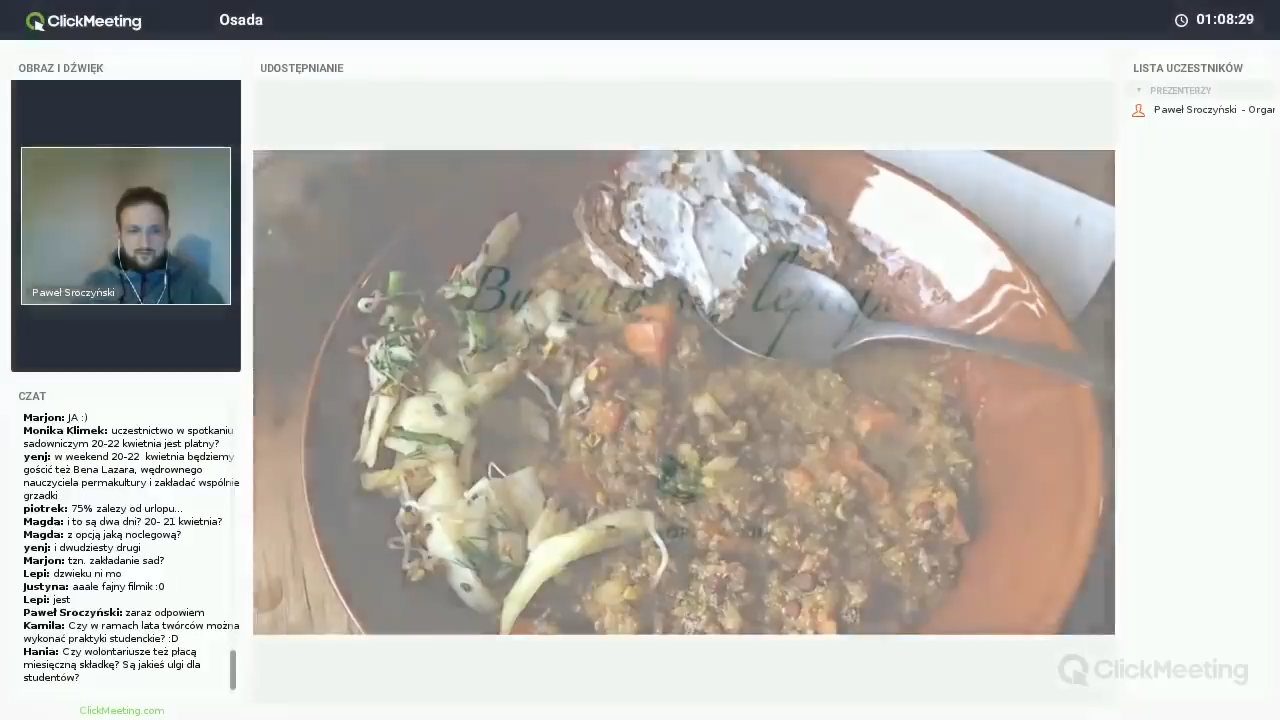 ClickMeeting
Osada
01:08:29
OBRAZ I DŹWIĘK
UDOSTĘPNIANIE
LISTA UCZESTNIKÓW
PREZENTERZY
Paweł Sroczyński - Organ
Paweł Sroczyński
CZAT
Marjon: JA :)
Monika Klimek: uczestnictwo w spotkaniu
sadowniczym 20-22 kwietnia jest platny?
yenj: w weekend 20-22 kwietnia będziemy
gościć też Bena Lazara, wędrownego
nauczyciela permakultury i zakładać wspólnie
grzadki
piotrek: 75% zalezy od urlopu...
Magda: i to są dwa dni? 20- 21 kwietnia?
Magda: z opcją jaką noclegową?
yenj: i dwudziesty drugi
Marjon: tzn. zakładanie sad?
Lepi: dzwieku ni mo
Justyna: aaale fajny filmik :0
Lepi: jest
Paweł Sroczyński: zaraz odpowiem
Kamila: Czy w ramach lata twórców można
wykonać praktyki studenckie? :D
Hania: Czy wolontariusze też płacą
miesięczną składkę? Są jakieś ulgi dla
studentów?
ClickMeeting.com
ClickMeeting